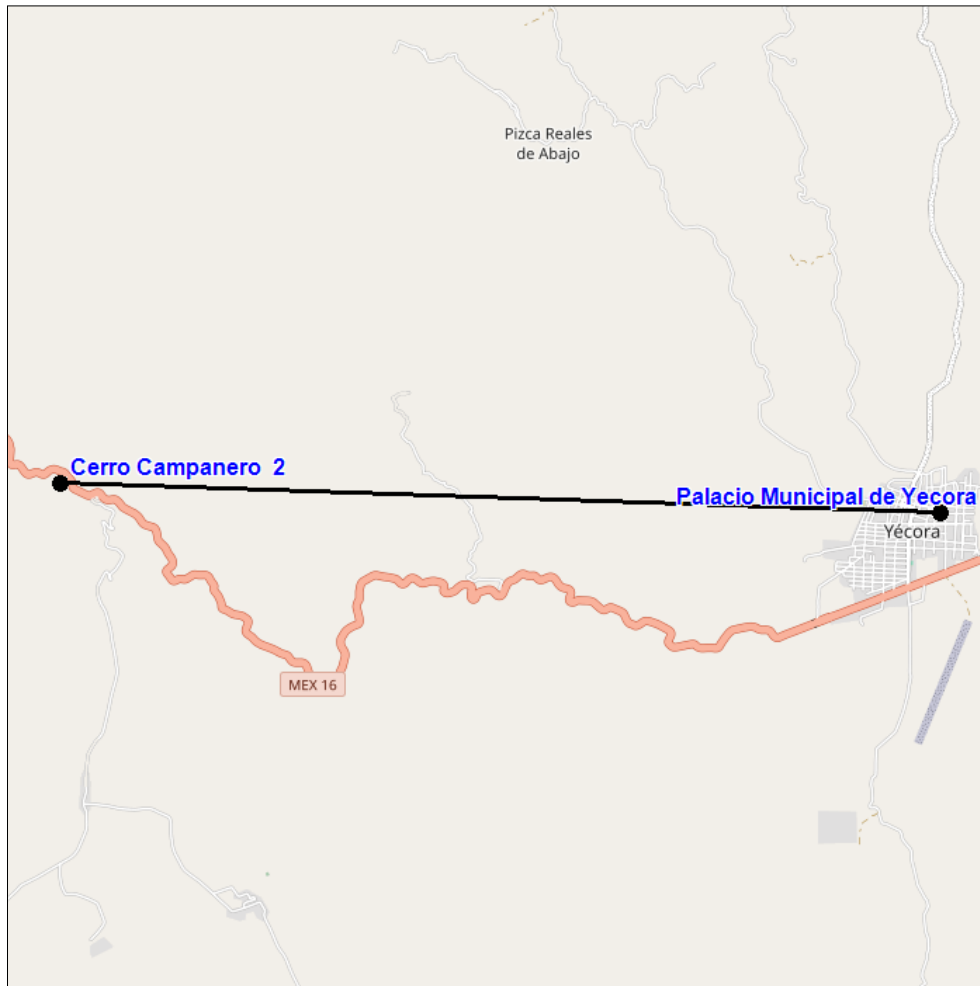 Pizca Reales
de Abajo
Cerro Campanero  2
Palacio Municipal de Yecora
Yécora
MEX 16